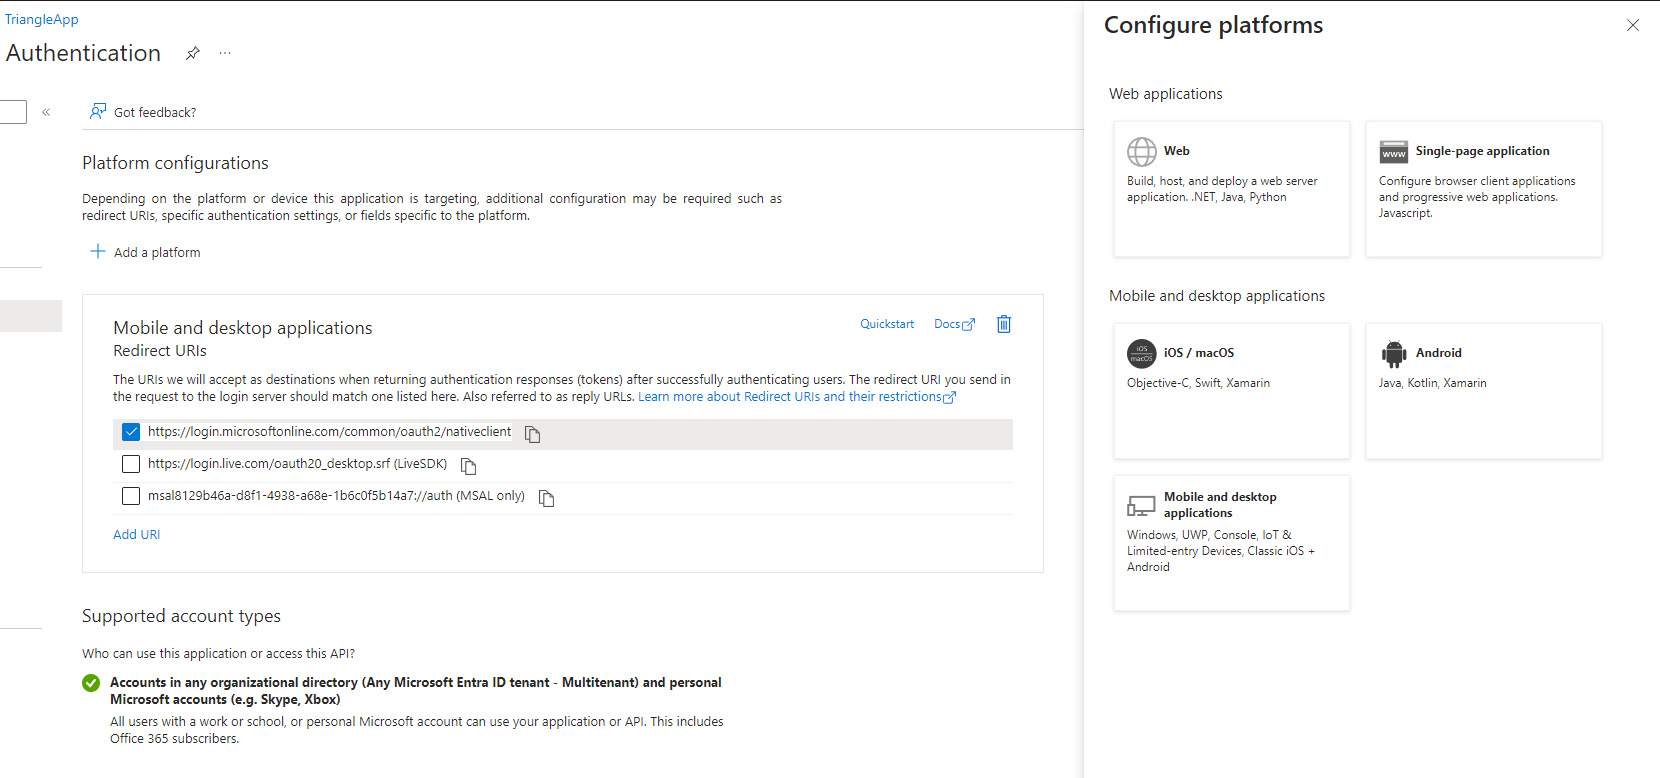 TriangleApp
Authentication
...
«
Got feedback?
Platform configurations
Depending on the platform or device this application is targeting, additional configuration may be required such as
redirect URIs, specific authentication settings, or fields specific to the platform.
Add a platform
Mobile and desktop applications
Quickstart
Docs
Redirect URIs
The URIs we will accept as destinations when returning authentication responses (tokens) after successfully authenticating users. The redirect URI you send in
the request to the login server should match one listed here. Also referred to as reply URLs. Learn more about Redirect URIs and their restrictions
https://login.microsoftonline.com/common/oauth2/nativeclient
https://login.live.com/oauth20_desktop.srf (LiveSDK)
msal8129b46a-d8f1-4938-a68e-1b6c0f5b14a7://auth (MSAL only)
Add URI
Supported account types
Who can use this application or access this API?
Accounts in any organizational directory (Any Microsoft Entra ID tenant - Multitenant) and personal
Microsoft accounts (e.g. Skype, Xbox)
All users with a work or school, or personal Microsoft account can use your application or API. This includes
Office 365 subscribers.
Configure platforms
Web applications
Web
Build, host, and deploy a web server
application. .NET, Java, Python
www
Single-page application
Configure browser client applications
and progressive web applications.
Javascript.
Mobile and desktop applications
iOS
macOS
iOS / macOS
Objective-C, Swift, Xamarin
Android
Java, Kotlin, Xamarin
Mobile and desktop
applications
Windows, UWP, Console, IoT &
Limited-entry Devices, Classic iOS +
Android